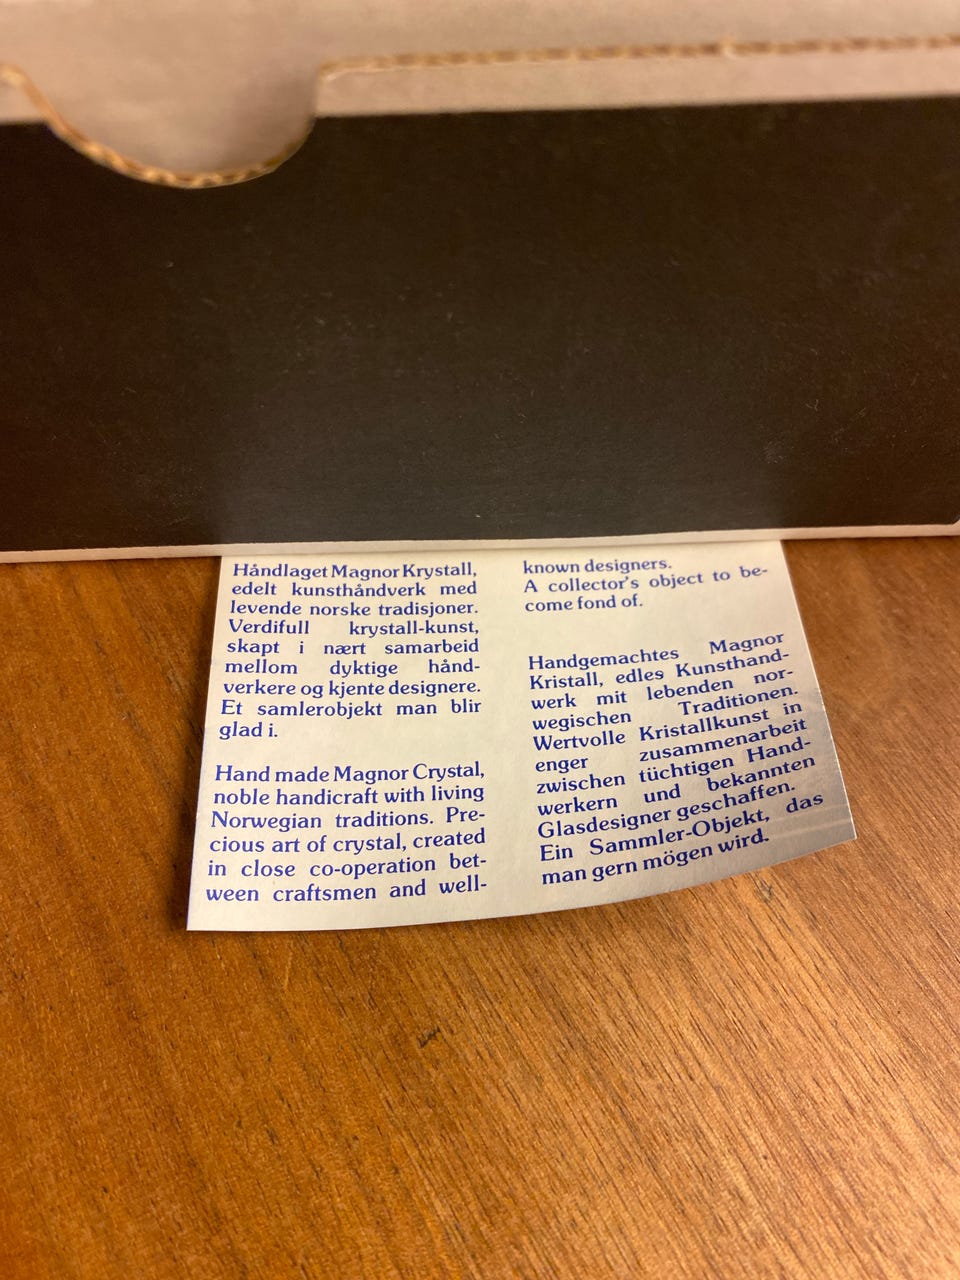 Håndlaget Magnor Krystall,
edelt kunsthåndverk med
levende norske tradisjoner.
Verdifull krystall-kunst,
skapt i nært samarbeid
mellom dyktige hånd-
verkere og kjente designere.
Et samlerobjekt man blir
glad i.
Hand made Magnor Crystal,
noble handicraft with living
Norwegian traditions. Pre-
cious art of crystal, created
in close co-operation bet-
ween craftsmen and well-
known designers.
A collector's object to be-
come fond of.
Handgemachtes Magnor
Kristall, edles Kunsthand-
werk mit lebenden nor-
wegischen Traditionen.
Wertvolle Kristallkunst in
enger zusammenarbeit
zwischen tüchtigen Hand-
werkern und bekannten
Glasdesigner geschaffen.
Ein Sammler-Objekt, das
man gern mögen wird.